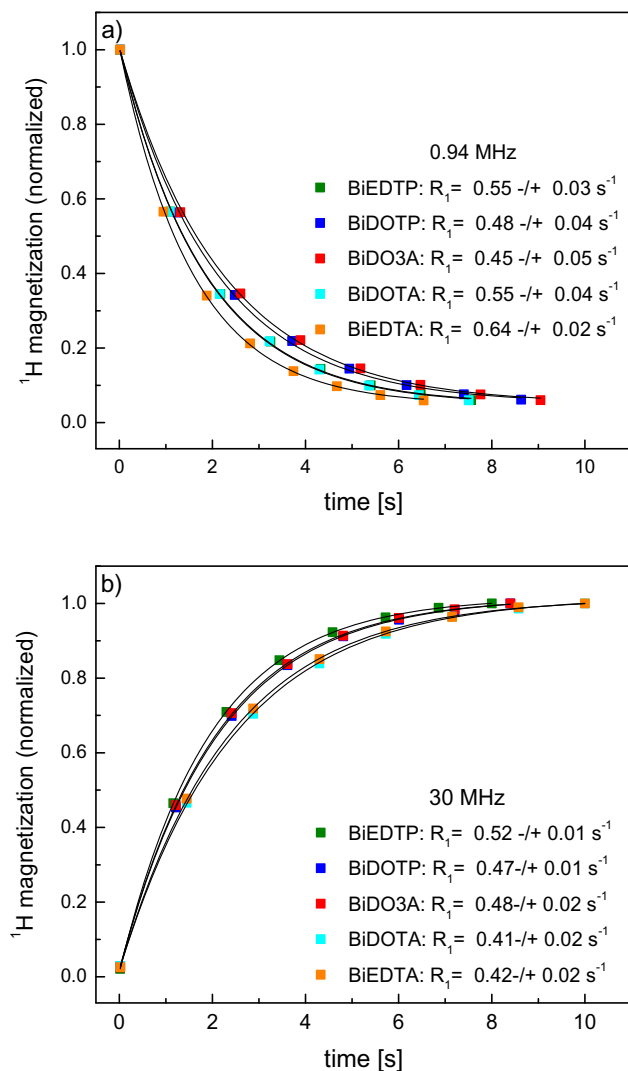 a)
1.0
0.8
0.6
0.4
0.2
0.0
¹H magnetization (normalized)
0.94 MHz
BiEDTP: R₁= 0.55 -/+ 0.03 s⁻¹
BiDOTP: R₁= 0.48 -/+ 0.04 s⁻¹
BiDO3A: R₁= 0.45 -/+ 0.05 s⁻¹
BiDOTA: R₁= 0.55 -/+ 0.04 s⁻¹
BiEDTA: R₁= 0.64 -/+ 0.02 s⁻¹
0 2 4 6 8 10
time [s]
b)
1.0
0.8
0.6
0.4
0.2
0.0
¹H magnetization (normalized)
30 MHz
BiEDTP: R₁= 0.52 -/+ 0.01 s⁻¹
BiDOTP: R₁= 0.47-/+ 0.01 s⁻¹
BiDO3A: R₁= 0.48-/+ 0.02 s⁻¹
BiDOTA: R₁= 0.41-/+ 0.02 s⁻¹
BiEDTA: R₁= 0.42-/+ 0.02 s⁻¹
0 2 4 6 8 10
time [s]